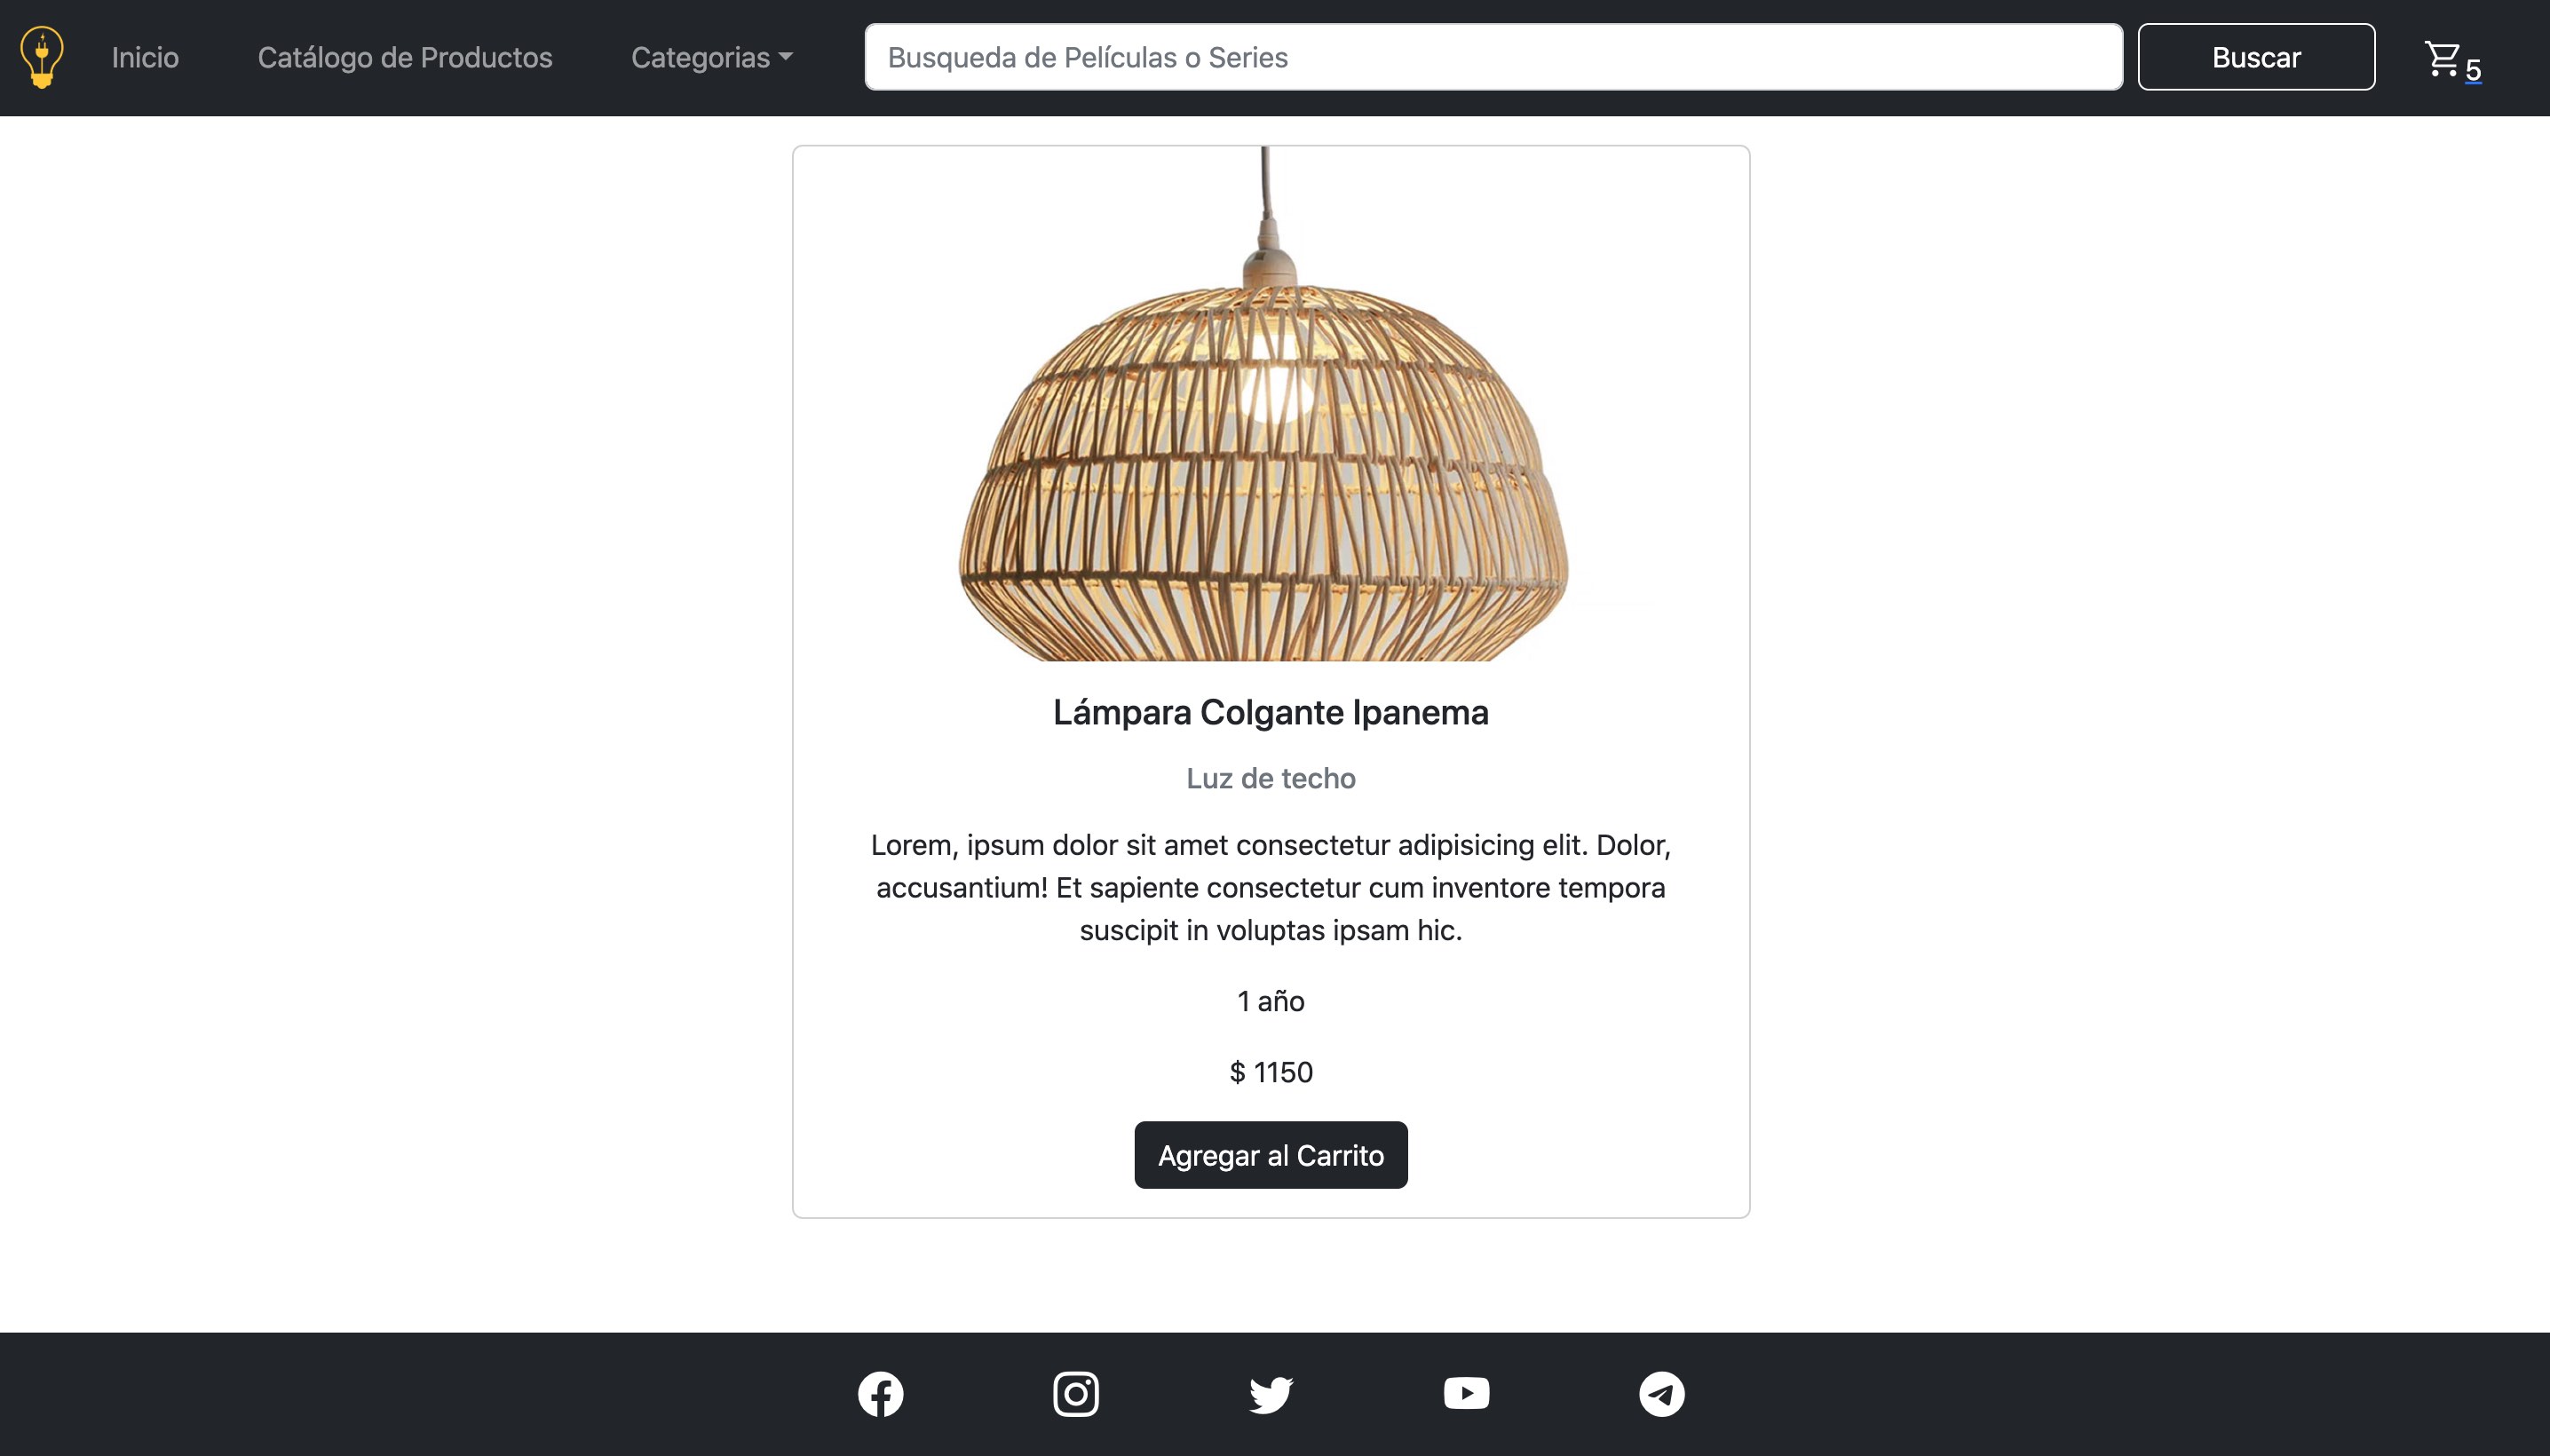 Inicio
Catálogo de Productos
Categorias
Busqueda de Películas o Series
Buscar
5
Lámpara Colgante Ipanema
Luz de techo
Lorem, ipsum dolor sit amet consectetur adipisicing elit. Dolor,
accusantium! Et sapiente consectetur cum inventore tempora
suscipit in voluptas ipsam hic.
1 año
$ 1150
Agregar al Carrito